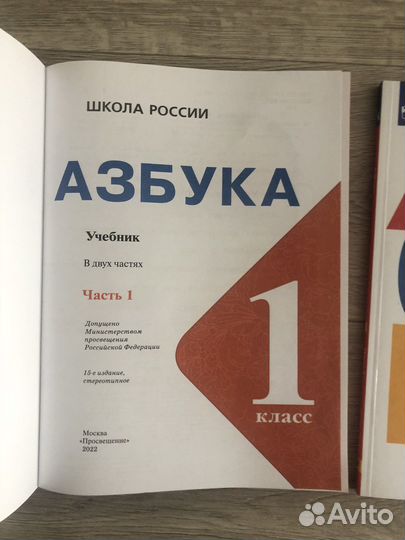 ШКОЛА РОССИИ
АЗБУКА
Учебник
В двух частях
Часть 1
Допущено
Министерством
просвещения
Российской Федерации
15-е издание,
стереотипное
1
класс
Москва
«Просвещение»
2022
Avito